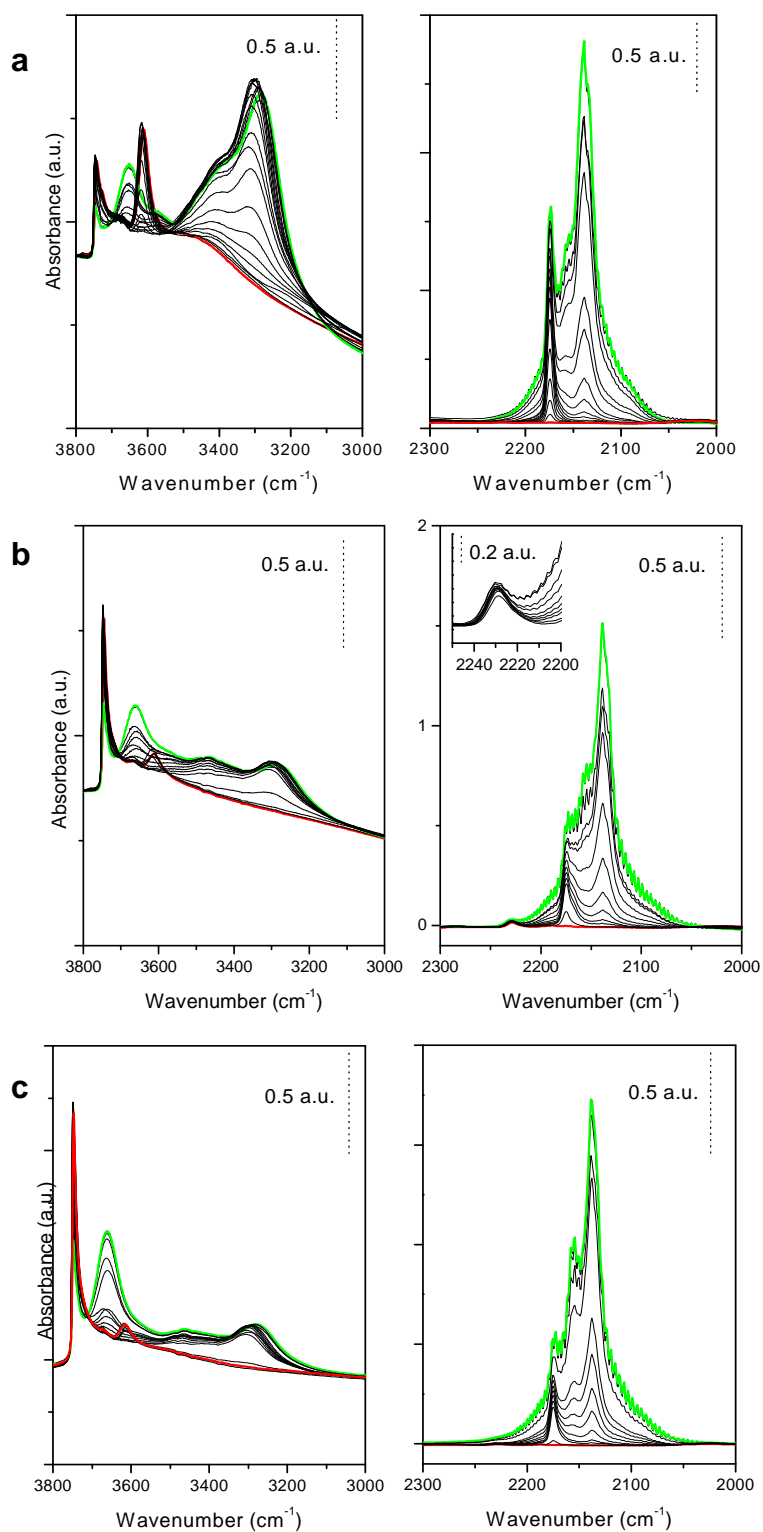 a
0.5 a.u.
Absorbance (a.u.)
3800 3600 3400 3200 3000
Wavenumber (cm-1)
0.5 a.u.
2300 2200 2100 2000
Wavenumber (cm-1)
b
0.5 a.u.
Absorbance (a.u.)
3800 3600 3400 3200 3000
Wavenumber (cm-1)
2
1
0
0.2 a.u.
2240 2220 2200
0.5 a.u.
2300 2200 2100 2000
Wavenumber (cm-1)
c
0.5 a.u.
Absorbance (a.u.)
3800 3600 3400 3200 3000
Wavenumber (cm-1)
0.5 a.u.
2300 2200 2100 2000
Wavenumber (cm-1)